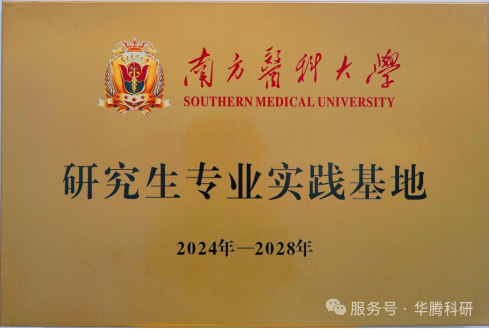 南方醫科大學
SOUTHERN MEDICAL UNIVERSITY
研究生专业实践基地
2024年—2028年
服务号 · 华腾科研